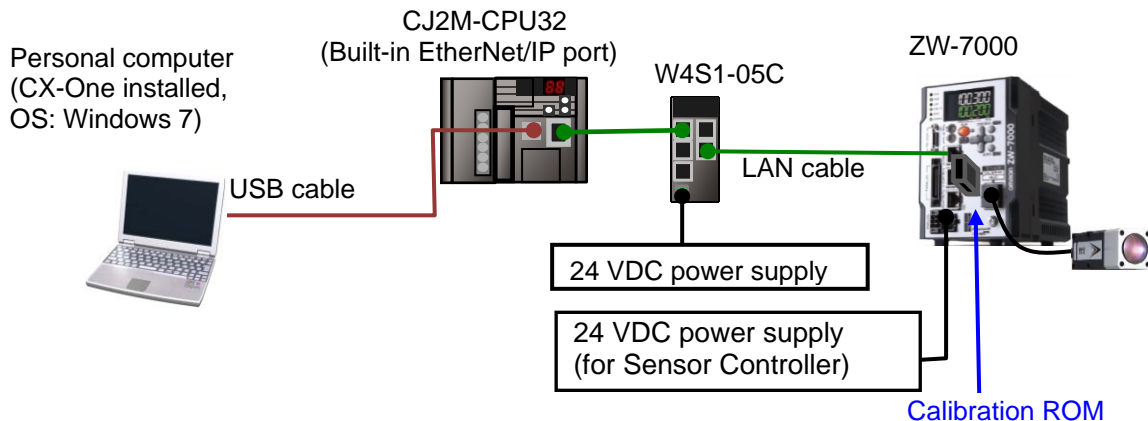 CJ2M-CPU32
(Built-in EtherNet/IP port)
Personal computer
(CX-One installed,
OS: Windows 7)
W4S1-05C
ZW-7000
USB cable
LAN cable
24 VDC power supply
24 VDC power supply
(for Sensor Controller)
Calibration ROM